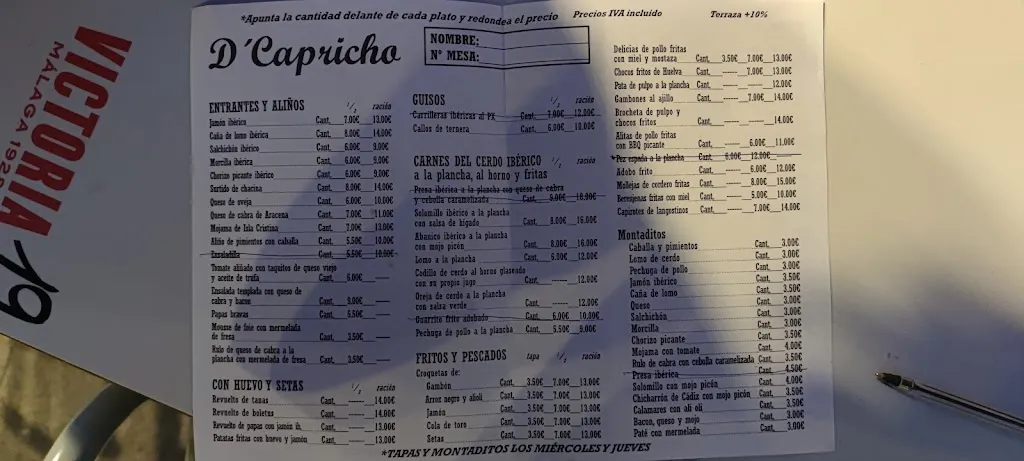 VICTORIA
MALAGA 1928
19
*Apunta la cantidad delante de cada plato y redondea el precio Precios IVA incluido Terraza +10%
D´Capricho
NOMBRE:
Nº MESA:
ENTRANTES Y ALIÑOS 1/2 ración
Jamón ibérico Cant. 7.00€ 13.00€
Caña de lomo ibérica Cant. 8.00€ 14.00€
Salchichón ibérico Cant. 6.00€ 9.00€
Morcilla ibérica Cant. 6.00€ 9.00€
Chorizo picante ibérico Cant. 6.00€ 9.00€
Surtido de chacina Cant. 8.00€ 14.00€
Queso de oveja Cant. 6.00€ 10.00€
Queso de cabra de Aracena Cant. 7.00€ 11.00€
Mojama de Isla Cristina Cant. 7.00€ 13.00€
Aliño de pimientos con caballa Cant. 5.50€ 10.00€
Ensaladilla Cant. 5.50€ 10.00€
Tomate aliñado con taquitos de queso viejo
y aceite de trufa Cant. 6.00€
Ensalada templada con queso de
cabra y bacon Cant. 9.00€
Papas bravas Cant. 5.50€
Mousse de foie con mermelada
de fresa Cant. 3.50€
Rulo de queso de cabra a la
plancha con mermelada de fresa Cant. 3.50€
CON HUEVO Y SETAS 1/2 ración
Revuelto de tanas Cant. 14.00€
Revuelto de boletus Cant. 14.00€
Revuelto de papas con jamón ib. Cant. 13.00€
Patatas fritas con huevo y jamón Cant. 13.00€
GUISOS 1/2 ración
Carrilleras ibéricas al PX Cant. 7.00€ 12.00€
Callos de ternera Cant. 6.00€ 10.00€
CARNES DEL CERDO IBÉRICO 1/2 ración
a la plancha, al horno y fritas
Presa ibérica a la plancha con queso de cabra
y cebolla caramelizada Cant. 9.00€ 18.00€
Solomillo ibérico a la plancha
con salsa de hígado Cant. 8.00€ 16.00€
Abanico ibérico a la plancha
con mojo picón Cant. 8.00€ 16.00€
Lomo a la plancha Cant. 6.00€ 12.00€
Codillo de cerdo al horno glaseado
con su propio jugo Cant. ------ 12.00€
Oreja de cerdo a la plancha
con salsa verde Cant. 12.00€
Guarrito frito adobado Cant. 6.00€ 10.00€
Pechuga de pollo a la plancha Cant. 5.50€ 9.00€
FRITOS Y PESCADOS tapa 1/2 ración
Croquetas de:
Gambón Cant. 3.50€ 7.00€ 13.00€
Arroz negro y alioli Cant. 3.50€ 7.00€ 13.00€
Jamón Cant. 3.50€ 7.00€ 13.00€
Cola de toro Cant. 3.50€ 7.00€ 13.00€
Setas Cant. 3.50€ 7.00€ 13.00€
Delicias de pollo fritas
con miel y mostaza Cant. 3.50€ 7.00€ 13.00€
Chocos fritos de Huelva Cant. ------ 7.00€ 13.00€
Pata de pulpo a la plancha Cant. ------ ------ 12.00€
Gambones al ajillo Cant. ------ 7.00€ 14.00€
Brocheta de pulpo y
chocos fritos Cant. ------ ------ 14.00€
Alitas de pollo fritas
con BBQ picante Cant. ------ 6.00€ 11.00€
*Pez espada a la plancha Cant. 6.00€ 12.00€
Adobo frito Cant. ------ 6.00€ 12.00€
Mollejas de cordero fritas Cant. ------ 8.00€ 15.00€
Berenjenas fritas con miel Cant. ------ 5.00€ 10.00€
Capirotes de langostinos Cant. ------ 7.00€ 14.00€
Montaditos
Caballa y pimientos Cant. 3.00€
Lomo de cerdo Cant. 3.00€
Pechuga de pollo Cant. 3.00€
Jamón ibérico Cant. 3.50€
Caña de lomo Cant. 3.50€
Queso Cant. 3.00€
Salchichón Cant. 3.00€
Morcilla Cant. 3.00€
Chorizo picante Cant. 3.00€
Mojama con tomate Cant. 4.00€
Rulo de cabra con cebolla caramelizada Cant. 3.50€
Presa ibérica Cant. 4.50€
Solomillo con mojo picón Cant. 4.00€
Chicharrón de Cádiz con mojo picón Cant. 3.50€
Calamares con ali oli Cant. 3.50€
Bacon, queso y mojo Cant. 3.00€
Paté con mermelada Cant. 3.00€
*TAPAS Y MONTADITOS LOS MIÉRCOLES Y JUEVES